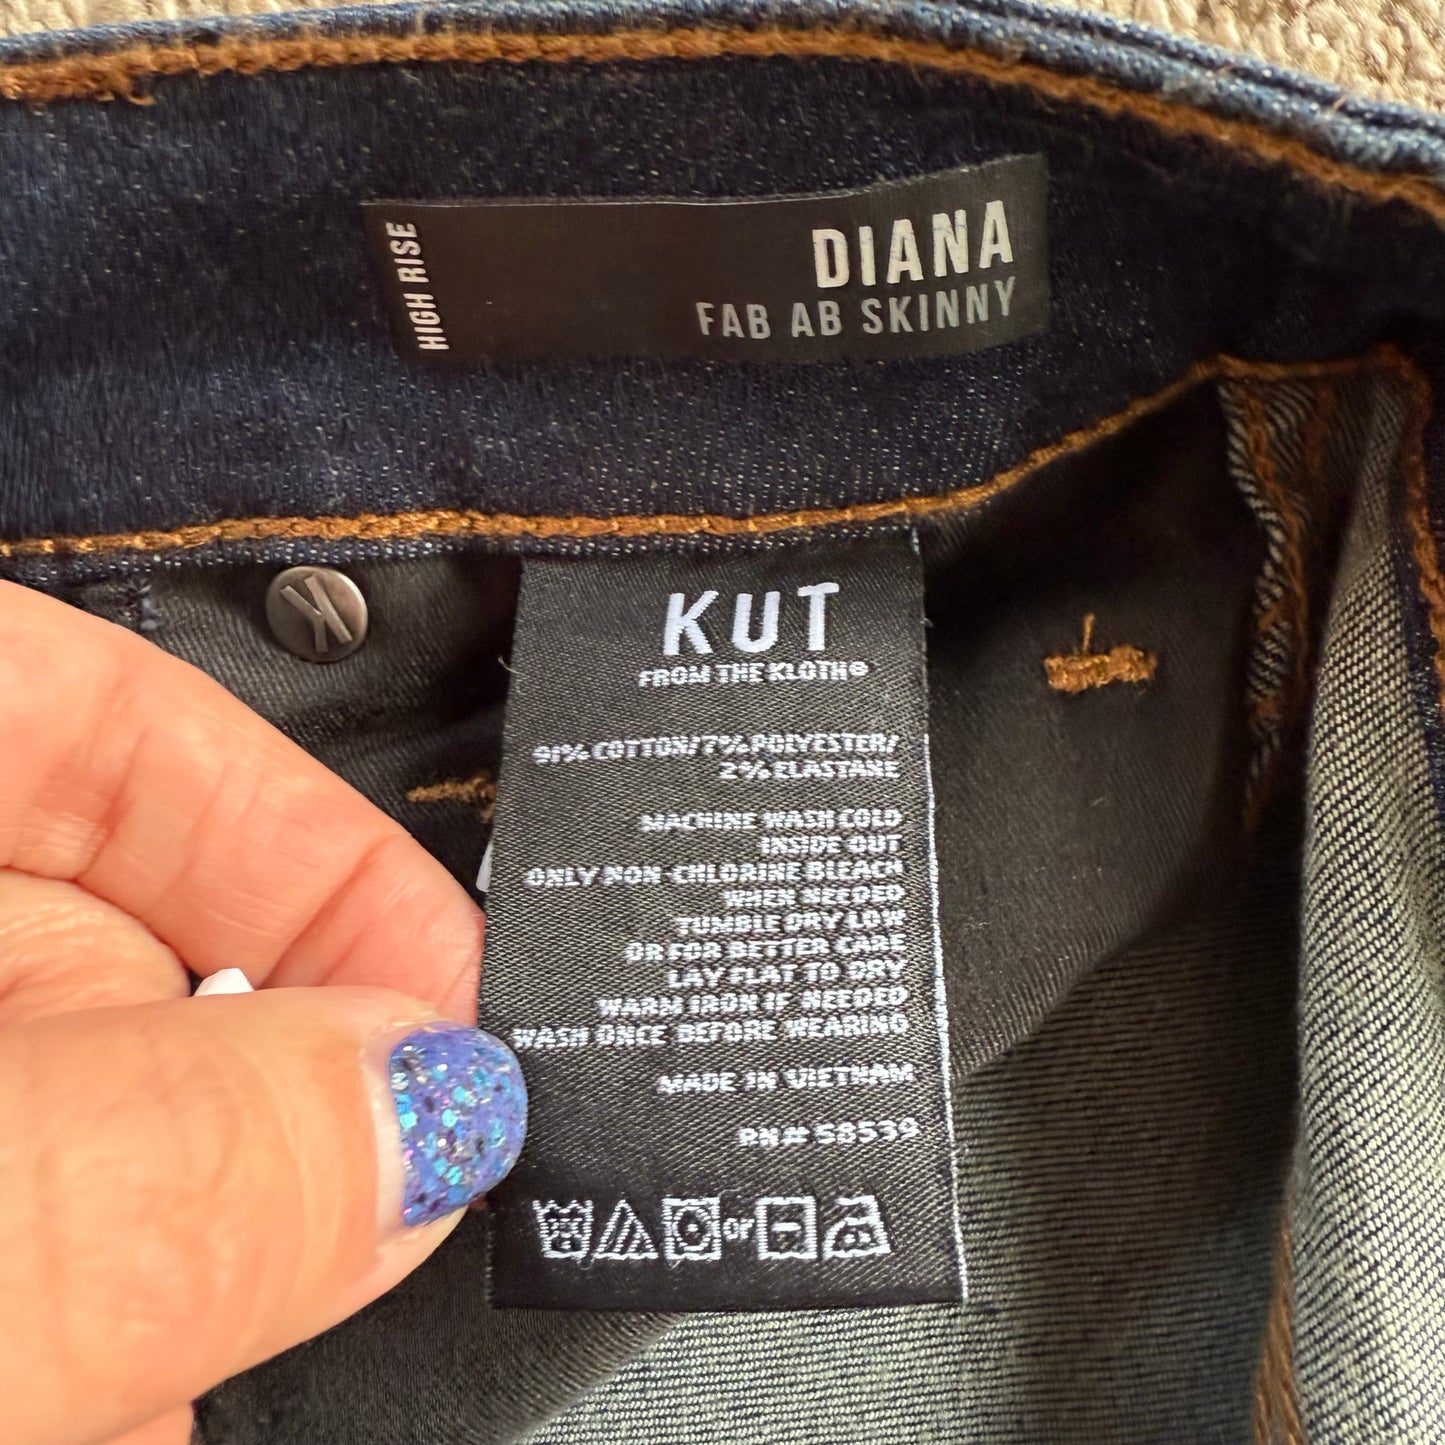 HIGH RISE
DIANA
FAB AB SKINNY
K
KUT
FROM THE KLOTH®
91% COTTON/7% POLYESTER/
2% ELASTANE
MACHINE WASH COLD
INSIDE OUT
ONLY NON-CHLORINE BLEACH
WHEN NEEDED
TUMBLE DRY LOW
OR FOR BETTER CARE
LAY FLAT TO DRY
WARM IRON IF NEEDED
WASH ONCE BEFORE WEARING
MADE IN VIETNAM
RN# 58539
or